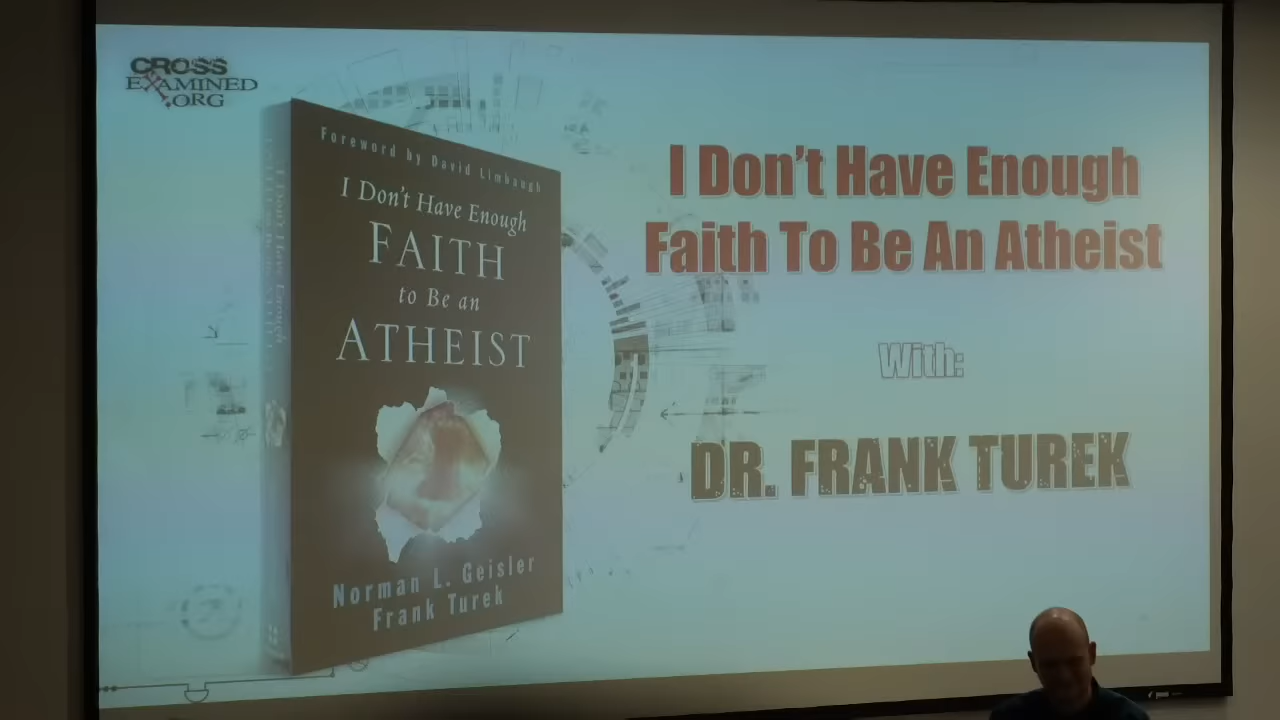 CROSS
EXAMINED
.ORG
Foreword by David Limbaugh
I Don't Have Enough
FAITH
to Be an
ATHEIST
Norman L. Geisler
Frank Turek
I Don't Have Enough
Faith To Be An Atheist
With:
DR. FRANK TUREK